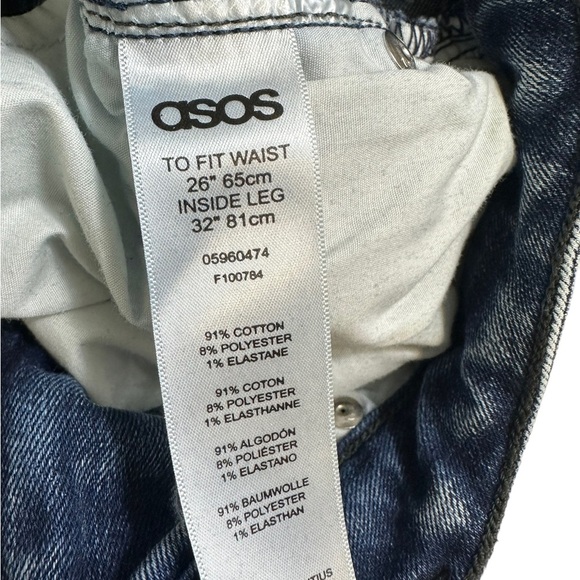 asos
TO FIT WAIST
26" 65cm
INSIDE LEG
32" 81cm
05960474
F100784
91% COTTON
8% POLYESTER
1% ELASTANE
91% COTON
8% POLYESTER
1% ELASTHANNE
91% ALGODÓN
8% POLIÉSTER
1% ELASTANO
91% BAUMWOLLE
8% POLYESTER
1% ELASTHAN